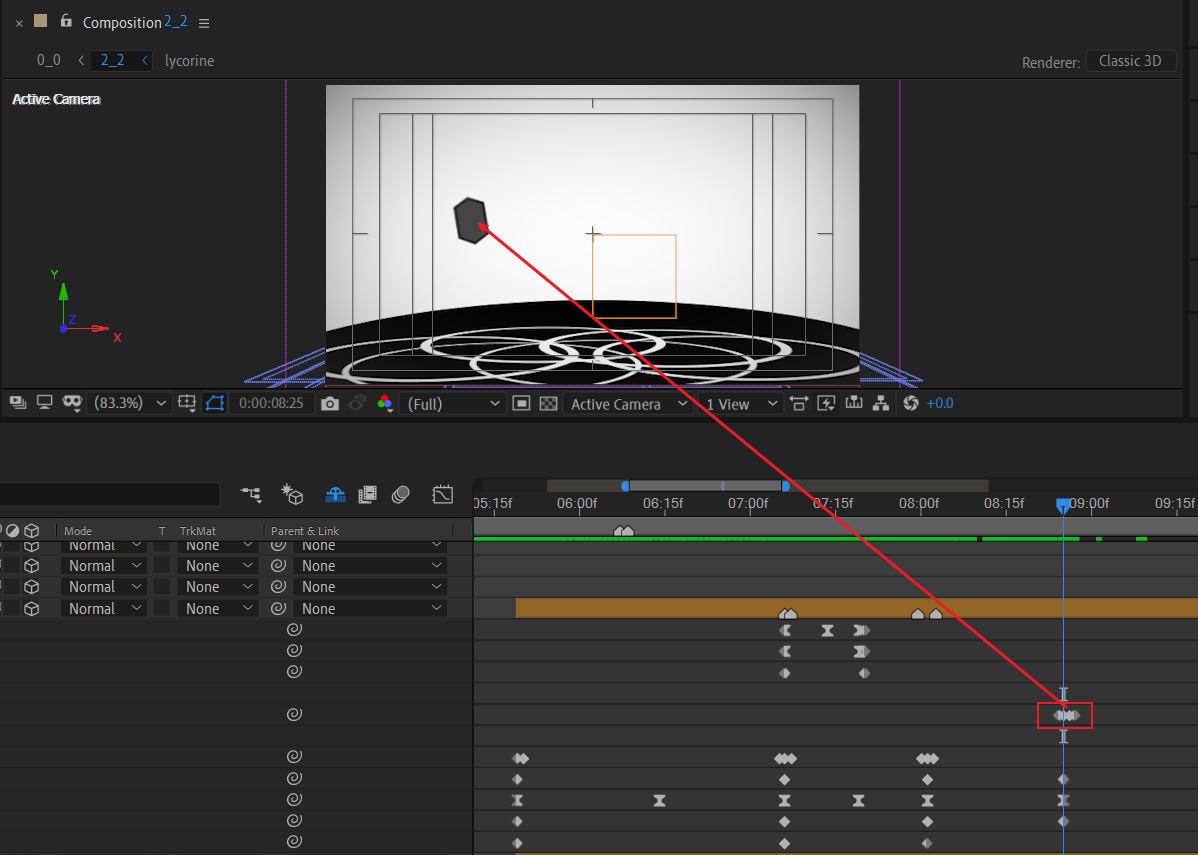 × Composition 2_2 ≡
0_0 < 2_2 < lycorine
Renderer: Classic 3D
Active Camera
Y
Z
X
(83.3%) 0:00:08:25 (Full) Active Camera 1 View +0.0
05:15f 06:00f 06:15f 07:00f 07:15f 08:00f 08:15f 09:00f 09:15f
Mode T TrkMat Parent & Link
Normal None None
Normal None None
Normal None None
Normal None None